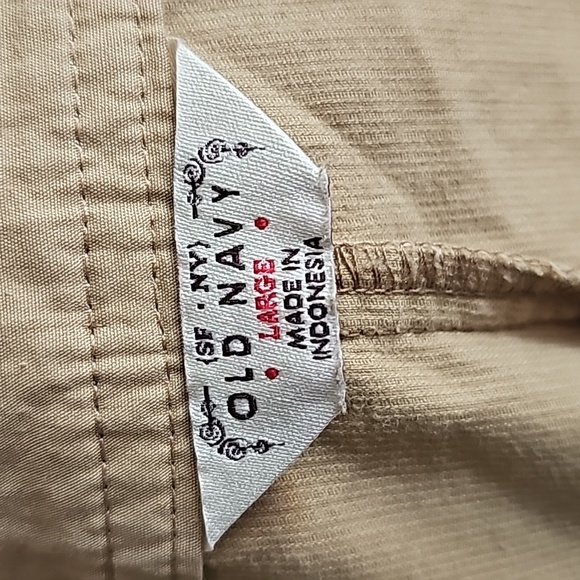 (SF · NY)
OLD NAVY
• LARGE •
MADE IN
INDONESIA